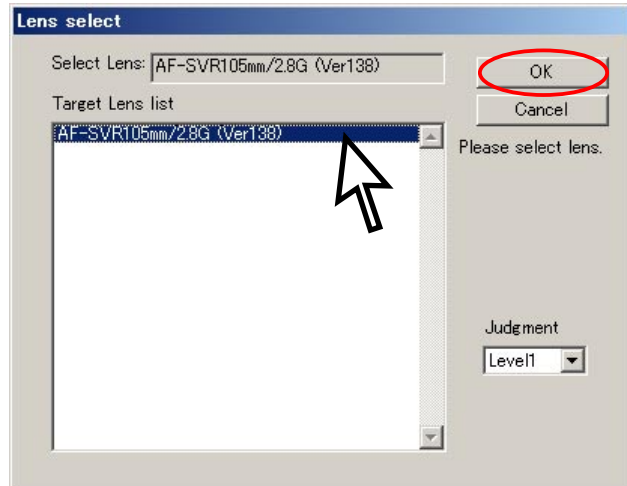 Lens select
Select Lens: AF-SVR105mm/2.8G (Ver138)
OK
Target Lens list
Cancel
AF-SVR105mm/2.8G (Ver138)
Please select lens.
Judgment
Level1